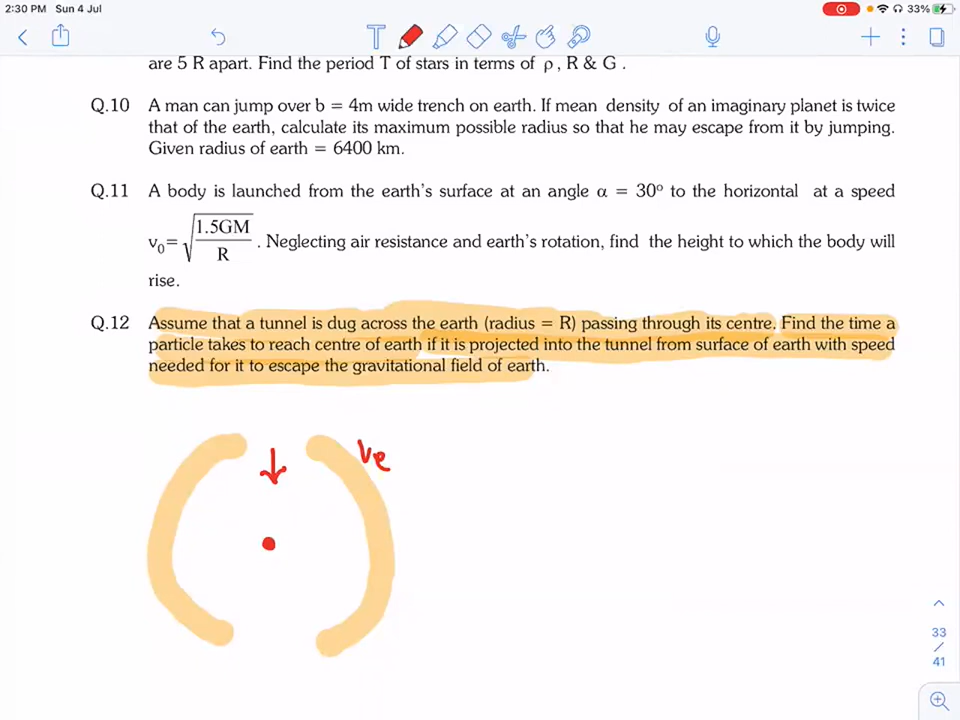 2:30 PM Sun 4 Jul
33%
T
are 5 R apart. Find the period T of stars in terms of ρ, R & G.
Q.10 A man can jump over b = 4m wide trench on earth. If mean density of an imaginary planet is twice
that of the earth, calculate its maximum possible radius so that he may escape from it by jumping.
Given radius of earth = 6400 km.
Q.11 A body is launched from the earth's surface at an angle α = 30° to the horizontal at a speed
v₀ = √(1.5GM/R) . Neglecting air resistance and earth's rotation, find the height to which the body will
rise.
Q.12 Assume that a tunnel is dug across the earth (radius = R) passing through its centre. Find the time a
particle takes to reach centre of earth if it is projected into the tunnel from surface of earth with speed
needed for it to escape the gravitational field of earth.
ve
33
/
41